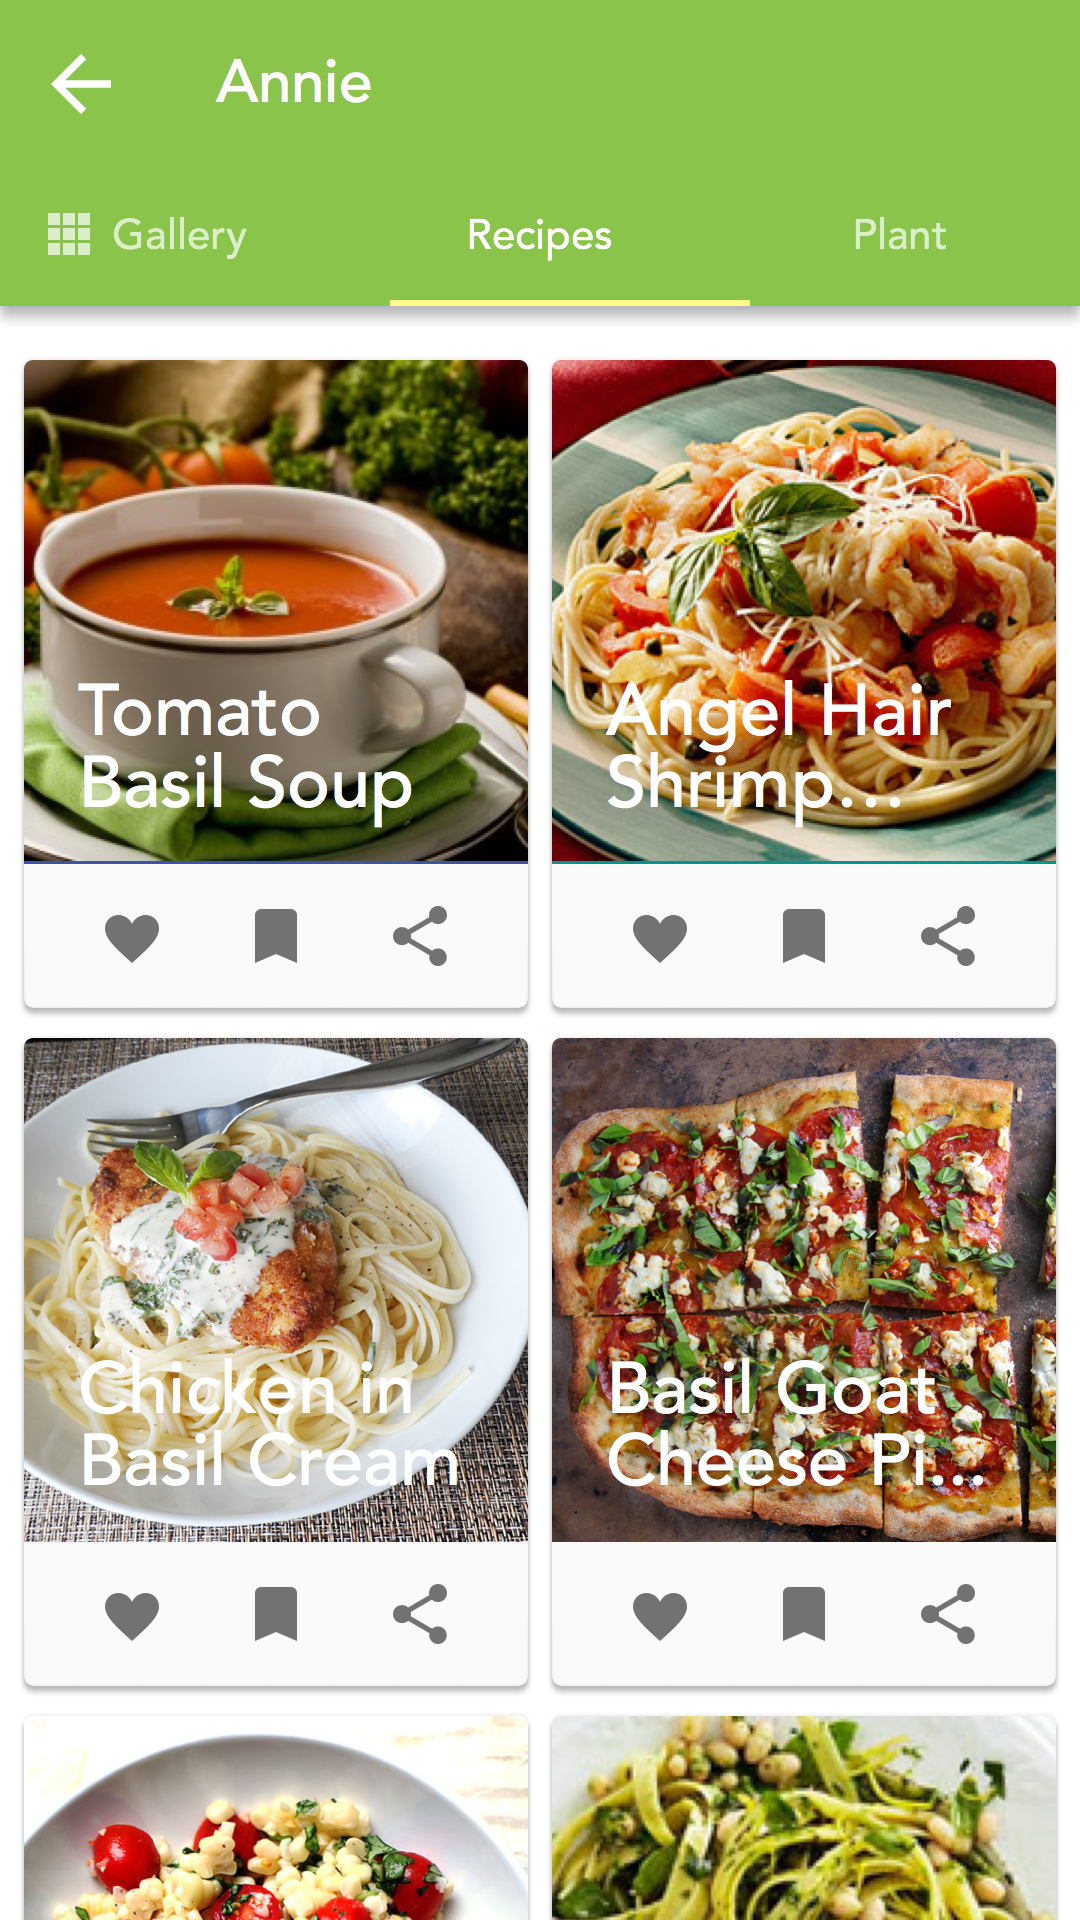 Annie
Gallery
Recipes
Plant
Tomato
Basil Soup
Angel Hair
Shrimp...
Chicken in
Basil Cream
Basil Goat
Cheese Pi...